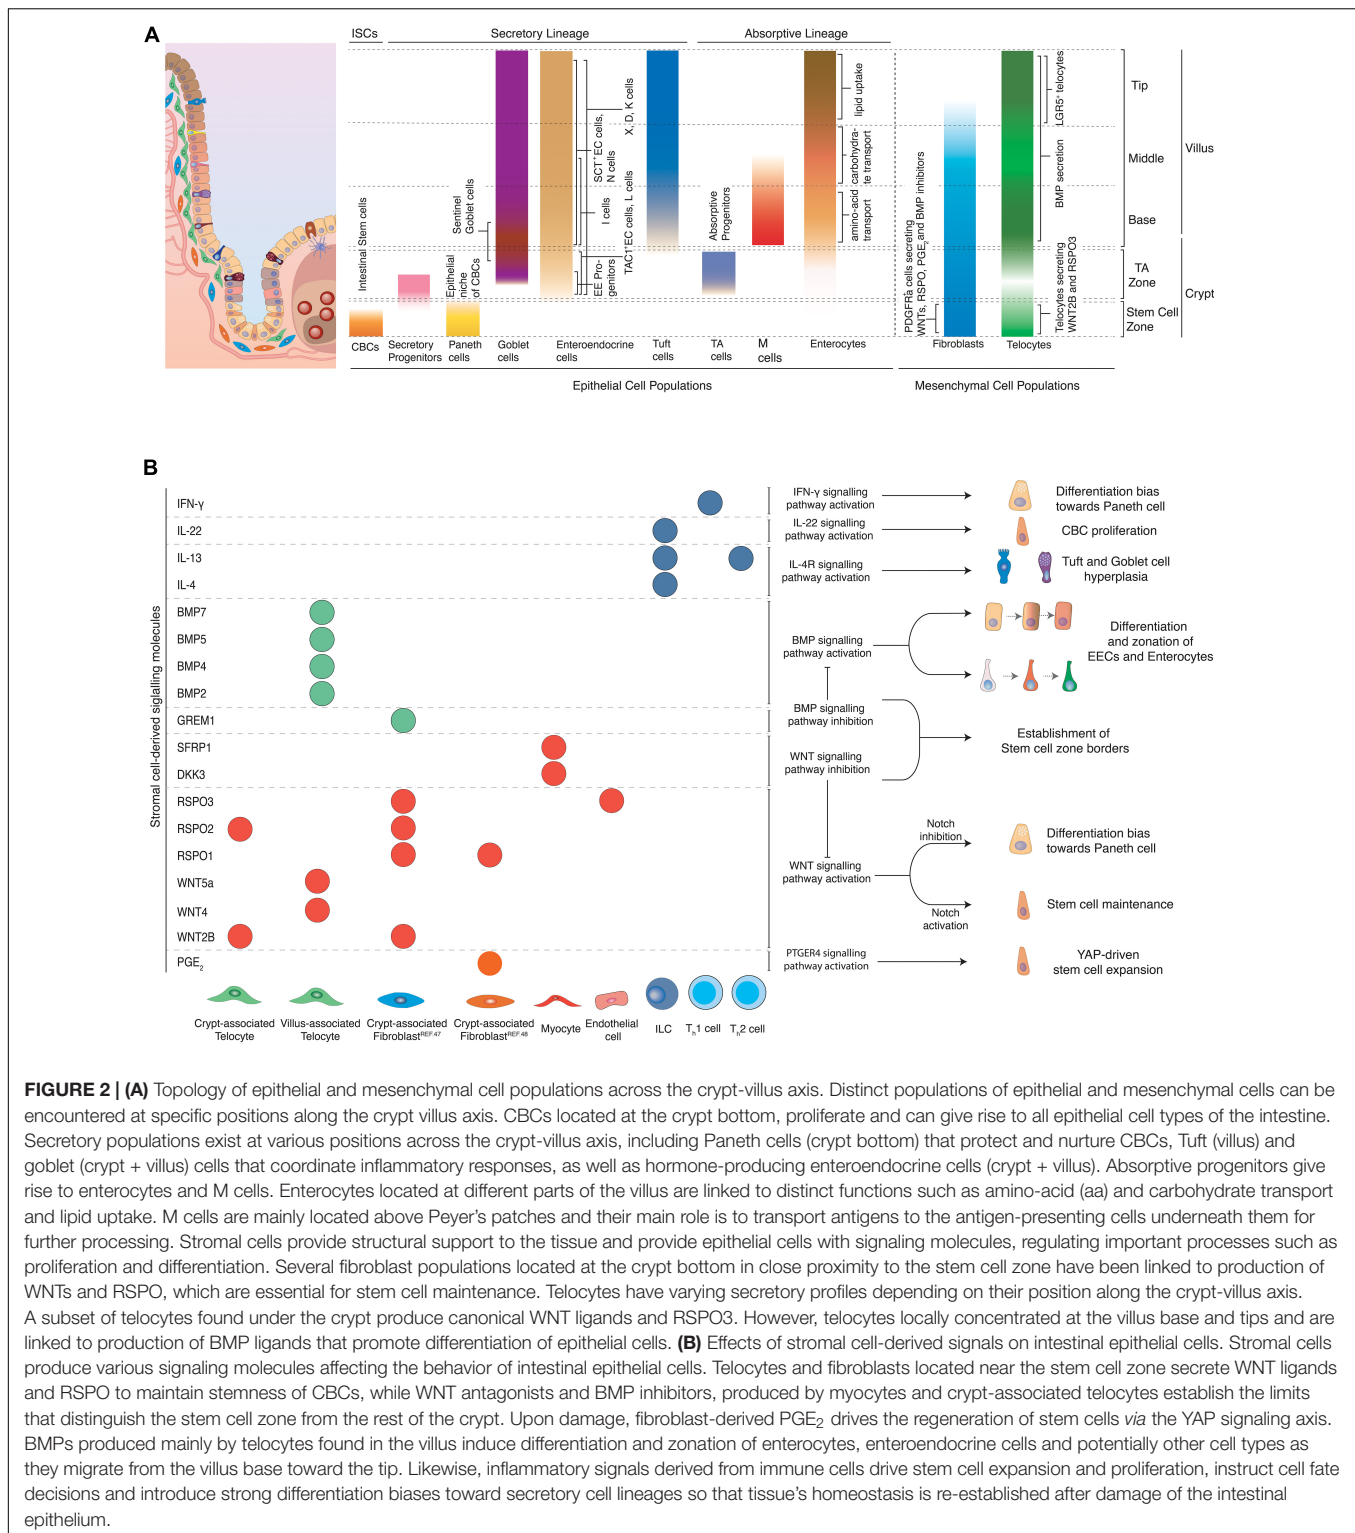 A
ISCs
Secretory Lineage
Absorptive Lineage
Intestinal Stem cells
Epithelial
niche
of CBCs
Sentinel
Goblet cells
EE Pro-
genitors
I cells
SCT⁺EC cells,
N cells
TAC1⁺EC cells, L cells
X, D, K cells
Absorptive
Progenitors
lipid uptake
carbohydra-
te transport
amino-acid
transport
PDGFRa cells secreting
WNTs, RSPO, PGE₂ and BMP inhibitors
LGR5⁺ telocytes
BMP secretion
Telocytes secreting
WNT2B and RSPO3
Tip
Middle
Base
TA
Zone
Stem Cell
Zone
Villus
Crypt
CBCs
Secretory
Progenitors
Paneth
cells
Goblet
cells
Enteroendocrine
cells
Tuft
cells
TA
cells
M
cells
Enterocytes
Fibroblasts
Telocytes
Epithelial Cell Populations
Mesenchymal Cell Populations
B
Stromal cell-derived siglalling molecules
IFN-γ
IL-22
IL-13
IL-4
BMP7
BMP5
BMP4
BMP2
GREM1
SFRP1
DKK3
RSPO3
RSPO2
RSPO1
WNT5a
WNT4
WNT2B
PGE₂
Crypt-associated
Telocyte
Villus-associated
Telocyte
Crypt-associated
Fibroblast^REF.47
Crypt-associated
Fibroblast^REF.48
Myocyte
Endothelial
cell
ILC
Tₕ1 cell
Tₕ2 cell
IFN-γ signalling
pathway activation
Differentiation bias
towards Paneth cell
IL-22 signalling
pathway activation
CBC proliferation
IL-4R signalling
pathway activation
Tuft and Goblet cell
hyperplasia
BMP signalling
pathway activation
Differentiation
and zonation of
EECs and Enterocytes
BMP signalling
pathway inhibition
WNT signalling
pathway inhibition
Establishment of
Stem cell zone borders
WNT signalling
pathway activation
Notch
inhibition
Differentiation bias
towards Paneth cell
Notch
activation
Stem cell maintenance
PTGER4 signalling
pathway activation
YAP-driven
stem cell expansion
FIGURE 2 | (A) Topology of epithelial and mesenchymal cell populations across the crypt-villus axis. Distinct populations of epithelial and mesenchymal cells can be
encountered at specific positions along the crypt villus axis. CBCs located at the crypt bottom, proliferate and can give rise to all epithelial cell types of the intestine.
Secretory populations exist at various positions across the crypt-villus axis, including Paneth cells (crypt bottom) that protect and nurture CBCs, Tuft (villus) and
goblet (crypt + villus) cells that coordinate inflammatory responses, as well as hormone-producing enteroendocrine cells (crypt + villus). Absorptive progenitors give
rise to enterocytes and M cells. Enterocytes located at different parts of the villus are linked to distinct functions such as amino-acid (aa) and carbohydrate transport
and lipid uptake. M cells are mainly located above Peyer's patches and their main role is to transport antigens to the antigen-presenting cells underneath them for
further processing. Stromal cells provide structural support to the tissue and provide epithelial cells with signaling molecules, regulating important processes such as
proliferation and differentiation. Several fibroblast populations located at the crypt bottom in close proximity to the stem cell zone have been linked to production of
WNTs and RSPO, which are essential for stem cell maintenance. Telocytes have varying secretory profiles depending on their position along the crypt-villus axis.
A subset of telocytes found under the crypt produce canonical WNT ligands and RSPO3. However, telocytes locally concentrated at the villus base and tips and are
linked to production of BMP ligands that promote differentiation of epithelial cells. (B) Effects of stromal cell-derived signals on intestinal epithelial cells. Stromal cells
produce various signaling molecules affecting the behavior of intestinal epithelial cells. Telocytes and fibroblasts located near the stem cell zone secrete WNT ligands
and RSPO to maintain stemness of CBCs, while WNT antagonists and BMP inhibitors, produced by myocytes and crypt-associated telocytes establish the limits
that distinguish the stem cell zone from the rest of the crypt. Upon damage, fibroblast-derived PGE₂ drives the regeneration of stem cells via the YAP signaling axis.
BMPs produced mainly by telocytes found in the villus induce differentiation and zonation of enterocytes, enteroendocrine cells and potentially other cell types as
they migrate from the villus base toward the tip. Likewise, inflammatory signals derived from immune cells drive stem cell expansion and proliferation, instruct cell fate
decisions and introduce strong differentiation biases toward secretory cell lineages so that tissue's homeostasis is re-established after damage of the intestinal
epithelium.